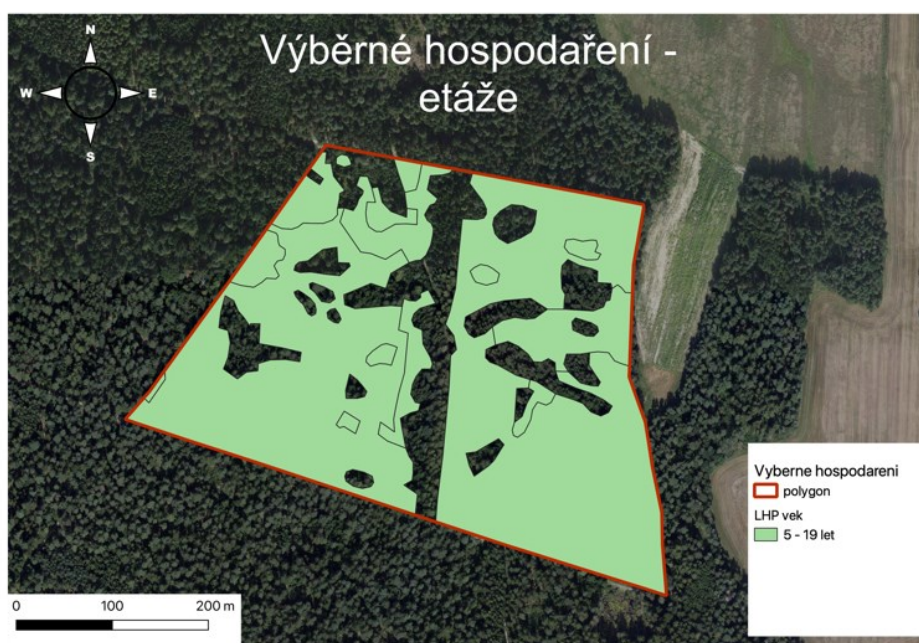 Výběrné hospodaření -
etáže
N
W
E
S
Vyberne hospodareni
polygon
LHP vek
5 - 19 let
0 100 200 m